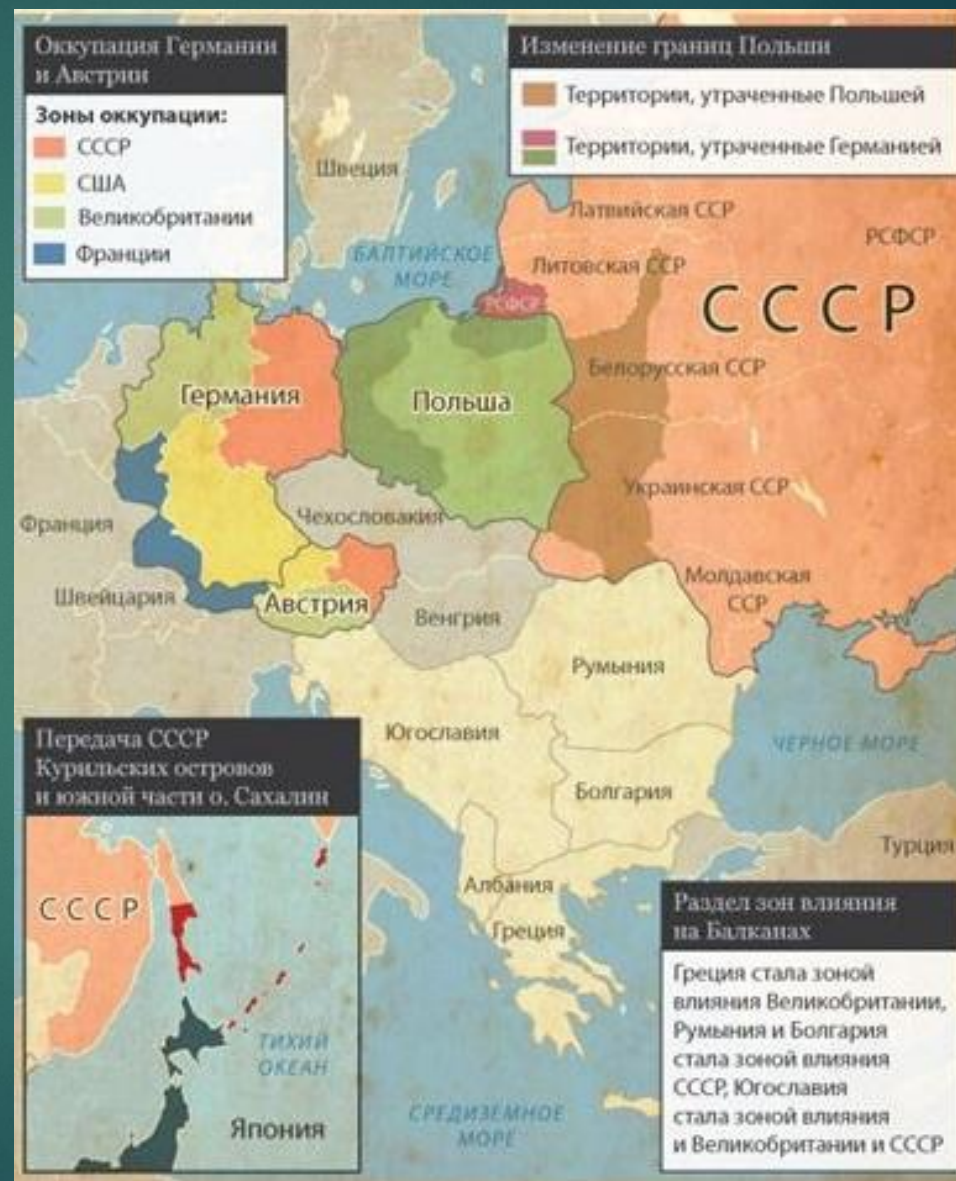 Оккупация Германии
и Австрии
Зоны оккупации:
СССР
США
Великобритании
Франции
Изменение границ Польши
Территории, утраченные Польшей
Территории, утраченные Германией
Швеция
БАЛТИЙСКОЕ
МОРЕ
Латвийская ССР
РСФСР
Литовская ССР
СССР
РСФСР
Белорусская ССР
Германия
Польша
Украинская ССР
Франция
Чехословакия
Молдавская
ССР
Швейцария
Австрия
Венгрия
Румыния
Югославия
ЧЕРНОЕ МОРЕ
Болгария
Турция
Албания
Греция
СРЕДИЗЕМНОЕ
МОРЕ
Передача СССР
Курильских островов
и южной части о. Сахалин
СССР
ТИХИЙ
ОКЕАН
Япония
Раздел зон влияния
на Балканах
Греция стала зоной
влияния Великобритании,
Румыния и Болгария
стала зоной влияния
СССР, Югославия
стала зоной влияния
и Великобритании и СССР